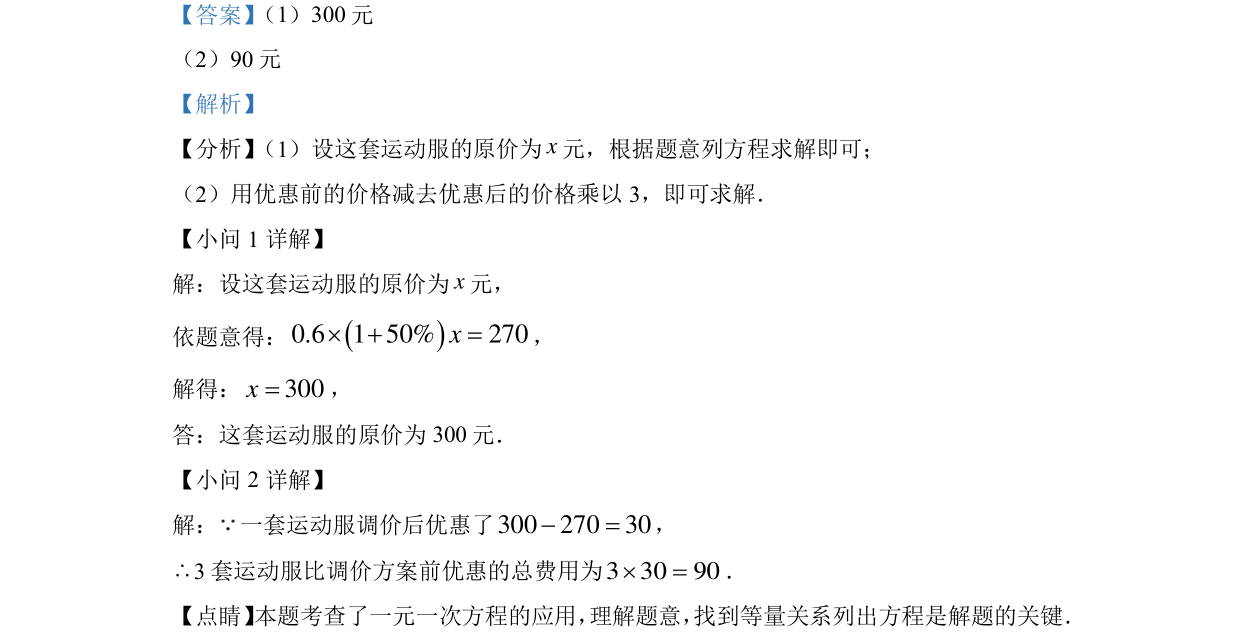 【答案】（1）300 元
（2）90 元
【解析】
【分析】（1）设这套运动服的原价为 x 元，根据题意列方程求解即可；
（2）用优惠前的价格减去优惠后的价格乘以 3，即可求解．
【小问 1 详解】
解：设这套运动服的原价为 x 元，
依题意得：0.6×(1+50%)x=270，
解得：x=300，
答：这套运动服的原价为 300 元．
【小问 2 详解】
解：∵一套运动服调价后优惠了300−270=30，
∴3 套运动服比调价方案前优惠的总费用为3×30=90．
【点睛】本题考查了一元一次方程的应用，理解题意，找到等量关系列出方程是解题的关键．